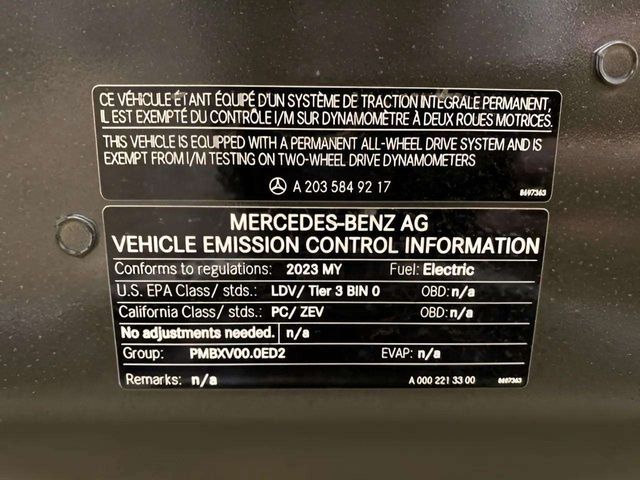 CE VÉHICULE ÉTANT ÉQUIPÉ D'UN SYSTÈME DE TRACTION INTÉGRALE PERMANENT,
IL EST EXEMPTÉ DU CONTRÔLE I/M SUR DYNAMOMÈTRE À DEUX ROUES MOTRICES.
THIS VEHICLE IS EQUIPPED WITH A PERMANENT ALL-WHEEL DRIVE SYSTEM AND IS
EXEMPT FROM I/M TESTING ON TWO-WHEEL DRIVE DYNAMOMETERS
A 203 584 92 17
MERCEDES-BENZ AG
VEHICLE EMISSION CONTROL INFORMATION
Conforms to regulations: 2023 MY Fuel: Electric
U.S. EPA Class/ stds.: LDV/ Tier 3 BIN 0 OBD: n/a
California Class/ stds.: PC/ ZEV OBD: n/a
No adjustments needed. n/a
Group: PMBXV00.0ED2 EVAP: n/a
Remarks: n/a A 000 221 33 00